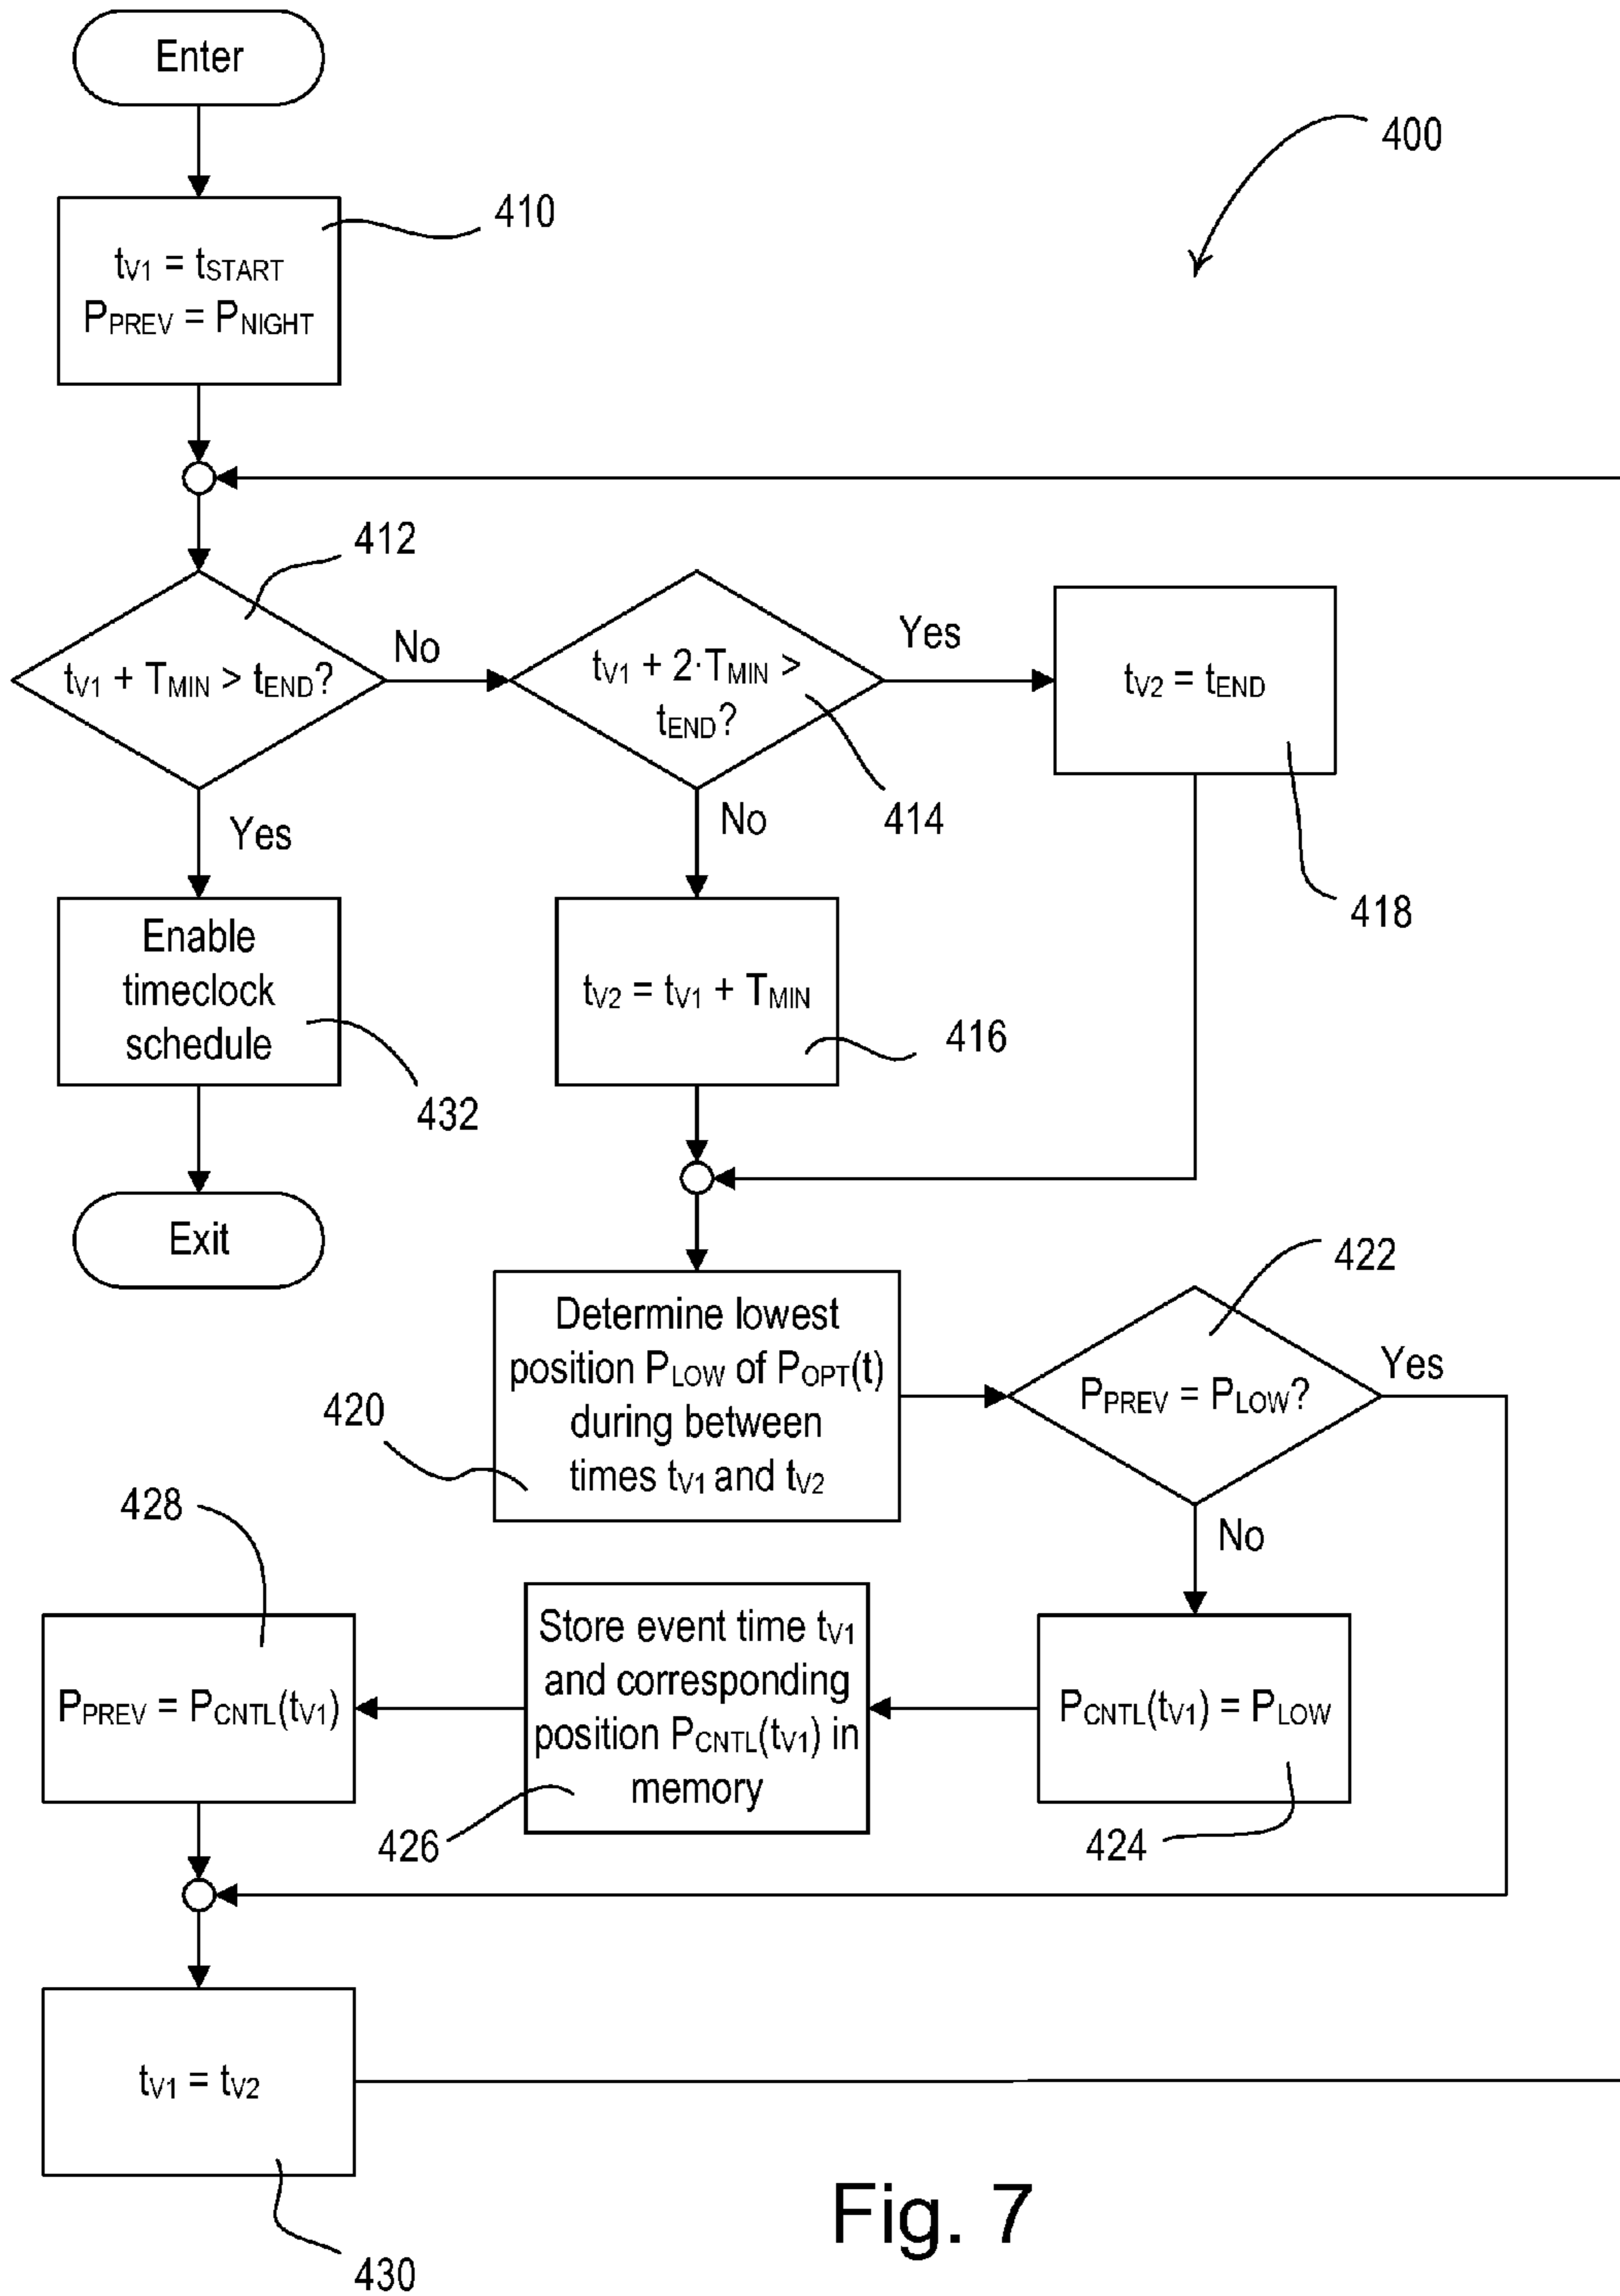 Enter
400
410
tV1 = tSTART
PPREV = PNIGHT
412
tV1 + TMIN > tEND?
No
tV1 + 2·TMIN >
tEND?
414
Yes
tV2 = tEND
418
Yes
No
Enable
timeclock
schedule
432
tV2 = tV1 + TMIN
416
Exit
Determine lowest
position PLOW of POPT(t)
during between
times tV1 and tV2
420
422
PPREV = PLOW?
Yes
No
428
PPREV = PCNTL(tV1)
Store event time tV1
and corresponding
position PCNTL(tV1) in
memory
426
PCNTL(tV1) = PLOW
424
tV1 = tV2
430
Fig. 7